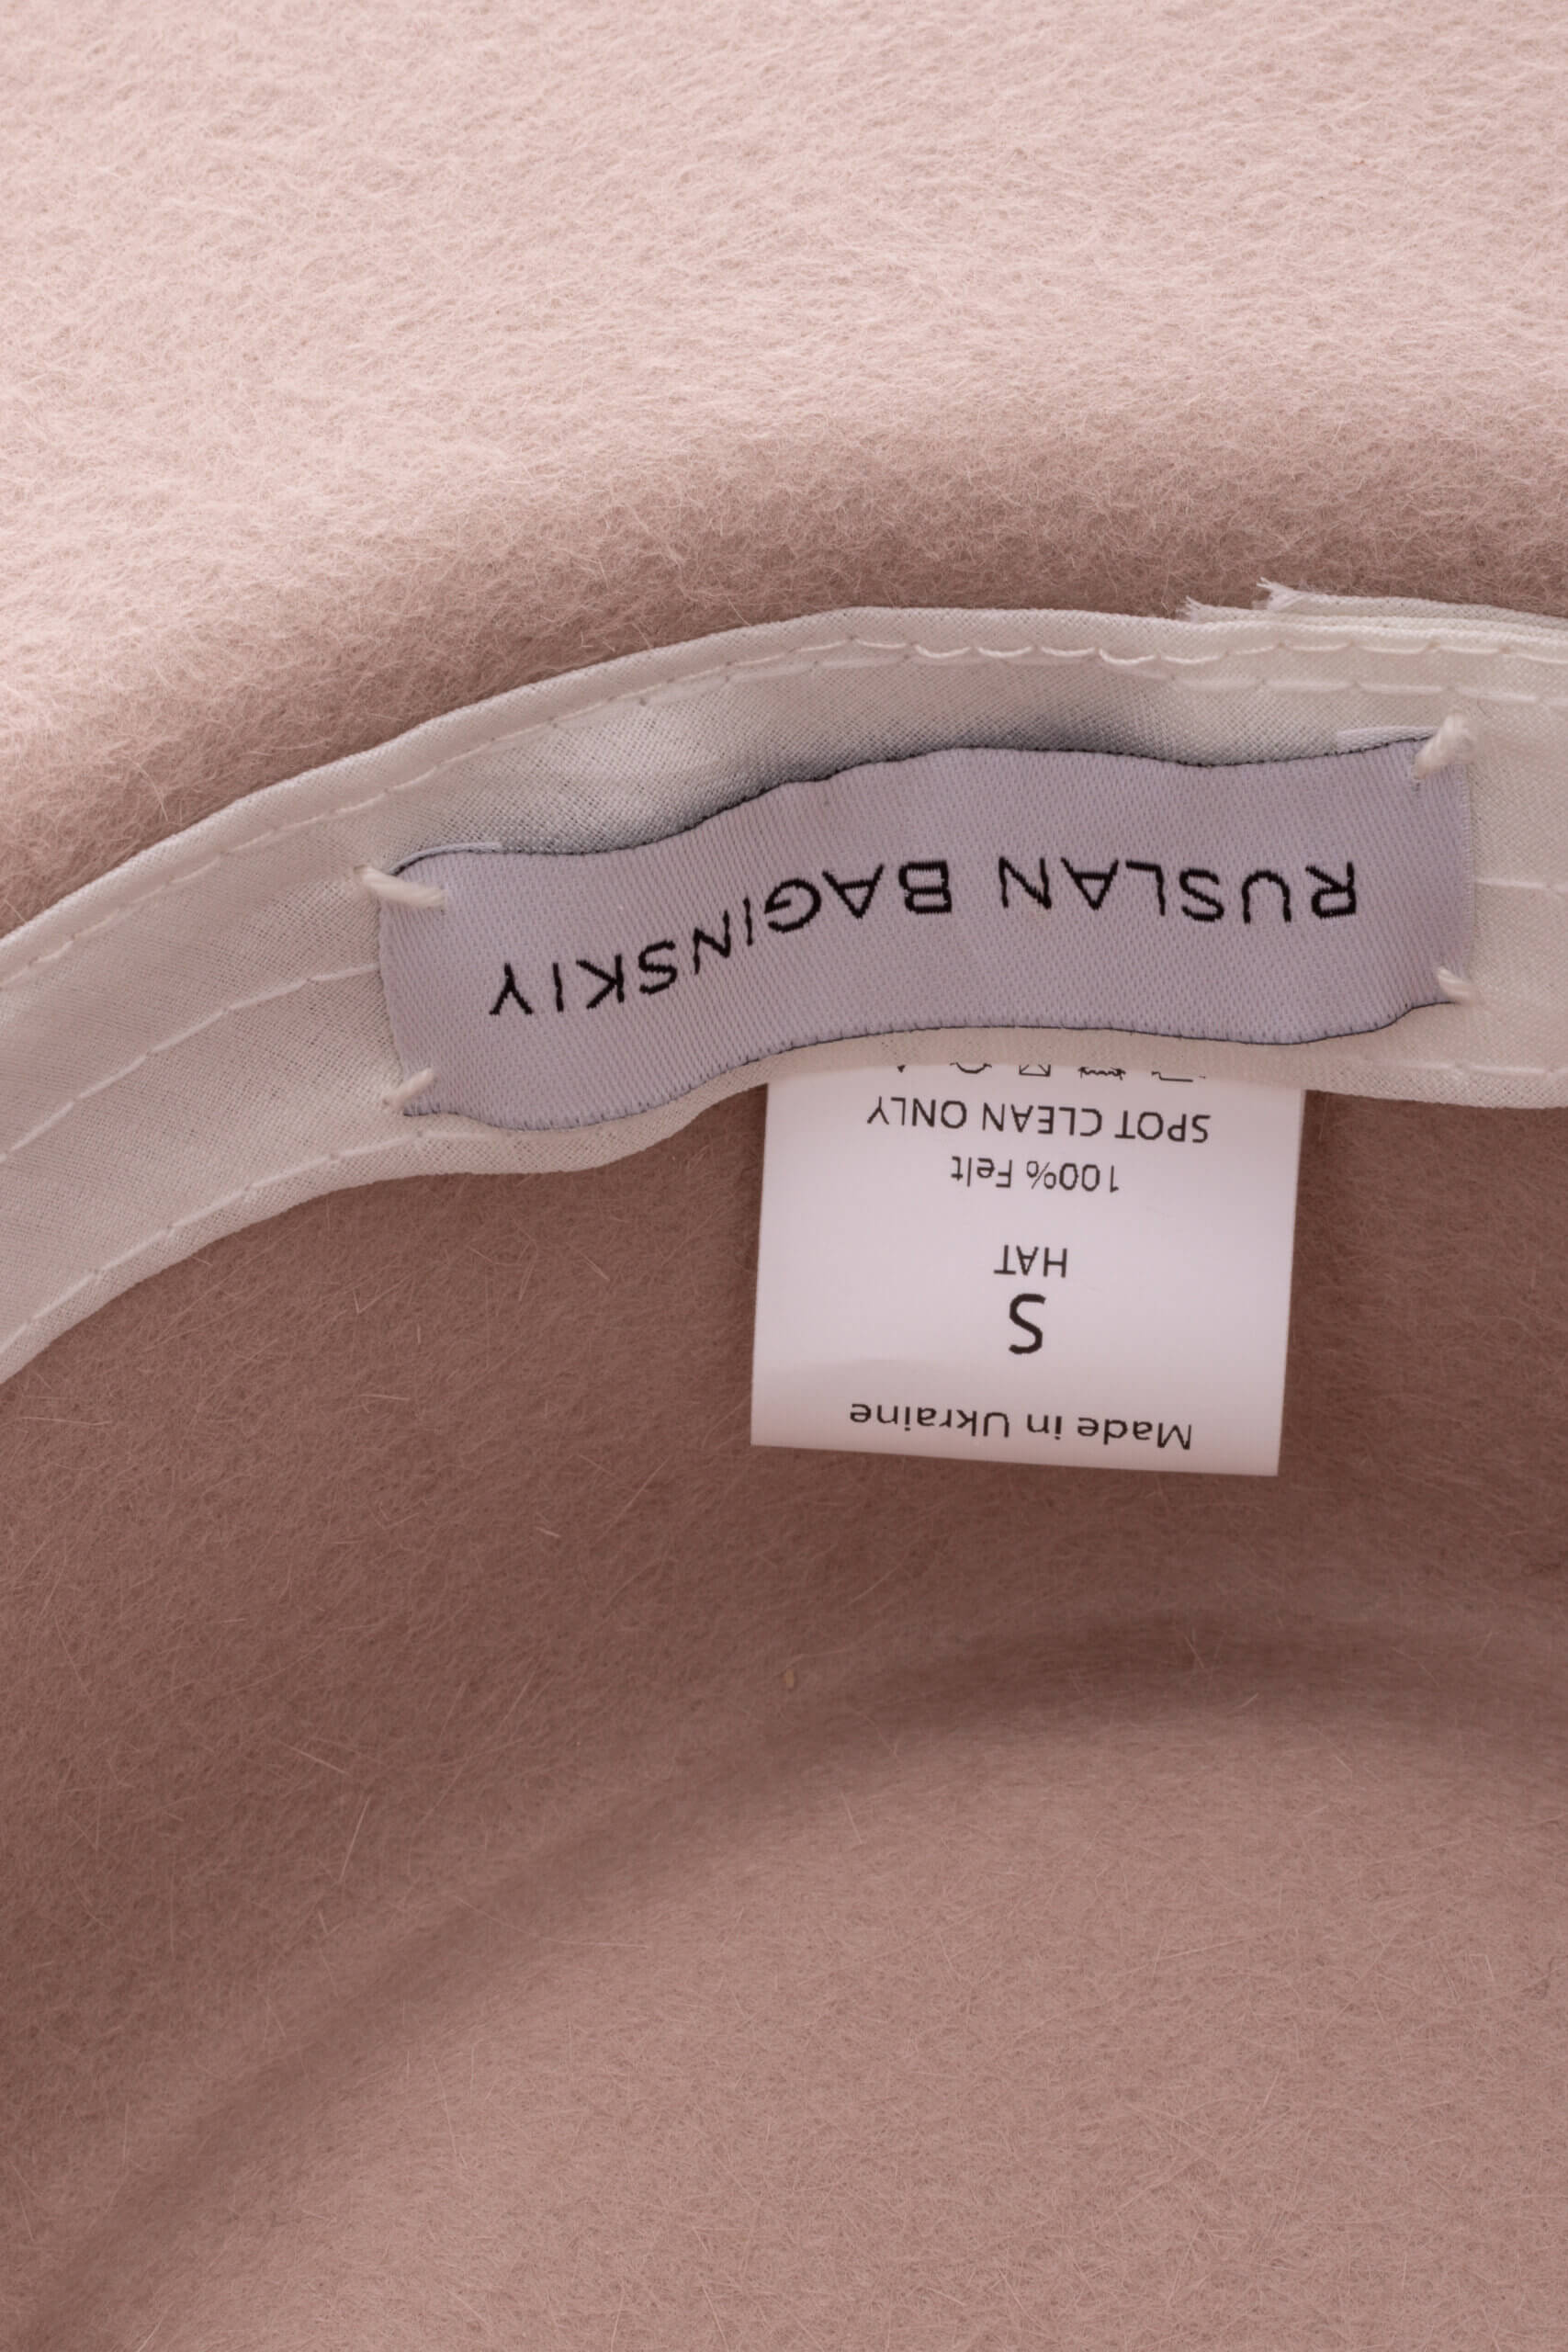 RUSLAN BAGINSKIY
Made in Ukraine
S
HAT
100% Felt
SPOT CLEAN ONLY